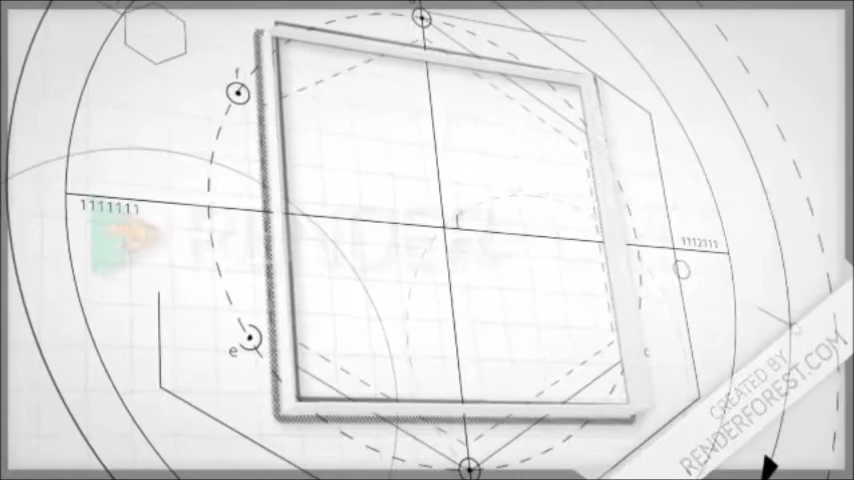 f
1111111
1112111
e
c
CREATED BY
RENDERFOREST.COM